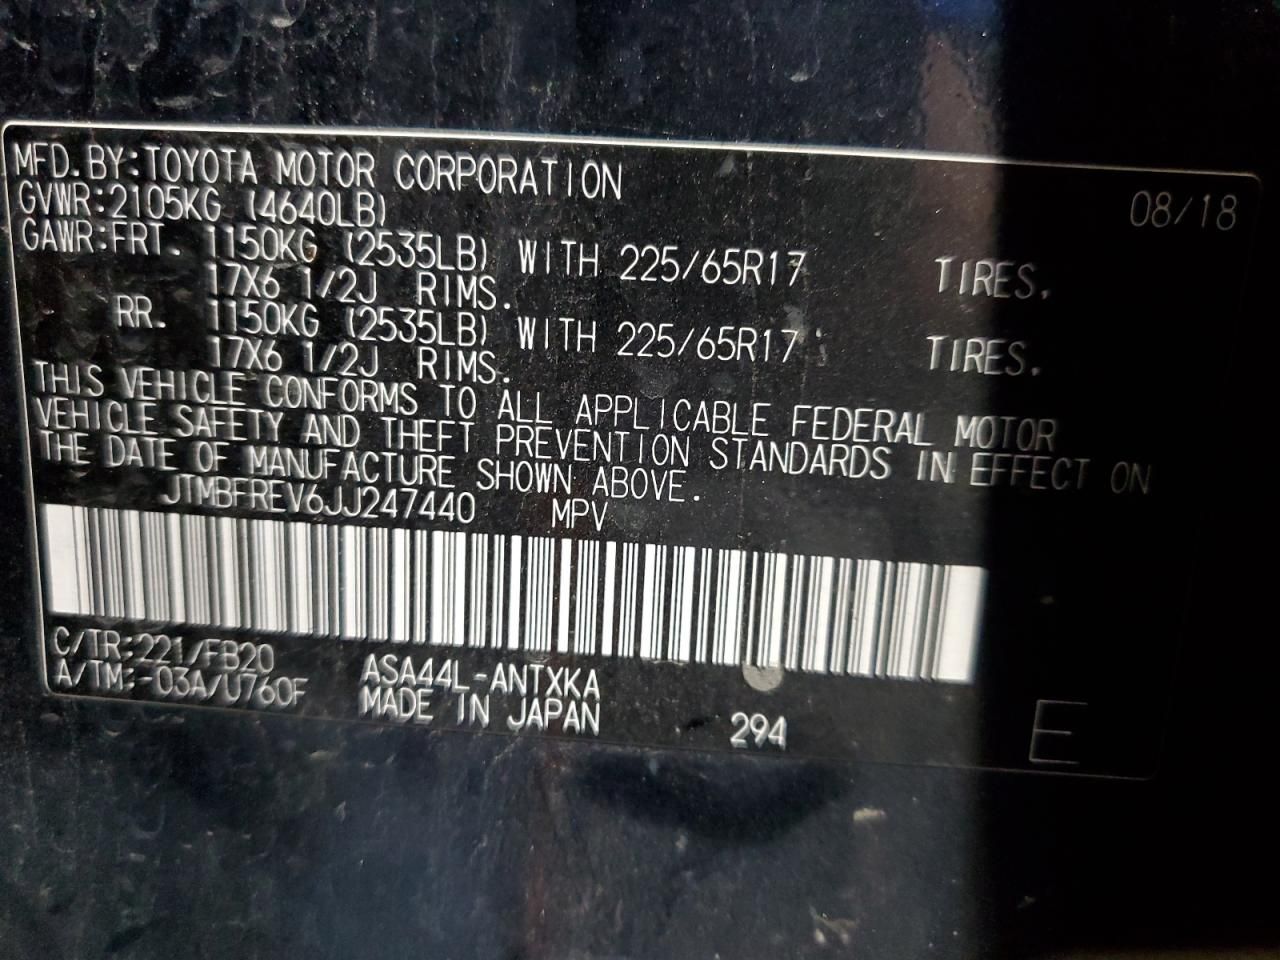 MFD.BY:TOYOTA MOTOR CORPORATION 08/18
GVWR:2105KG (4640LB)
GAWR:FRT. 1150KG (2535LB) WITH 225/65R17 TIRES,
17X6 1/2J RIMS.
RR. 1150KG (2535LB) WITH 225/65R17 TIRES,
17X6 1/2J RIMS.
THIS VEHICLE CONFORMS TO ALL APPLICABLE FEDERAL MOTOR
VEHICLE SAFETY AND THEFT PREVENTION STANDARDS IN EFFECT ON
THE DATE OF MANUFACTURE SHOWN ABOVE.
JTMBFREV6JJ247440 MPV
C/TR:221/FB20 ASA44L-ANTXKA
A/TM:-03A/U760F MADE IN JAPAN 294 E